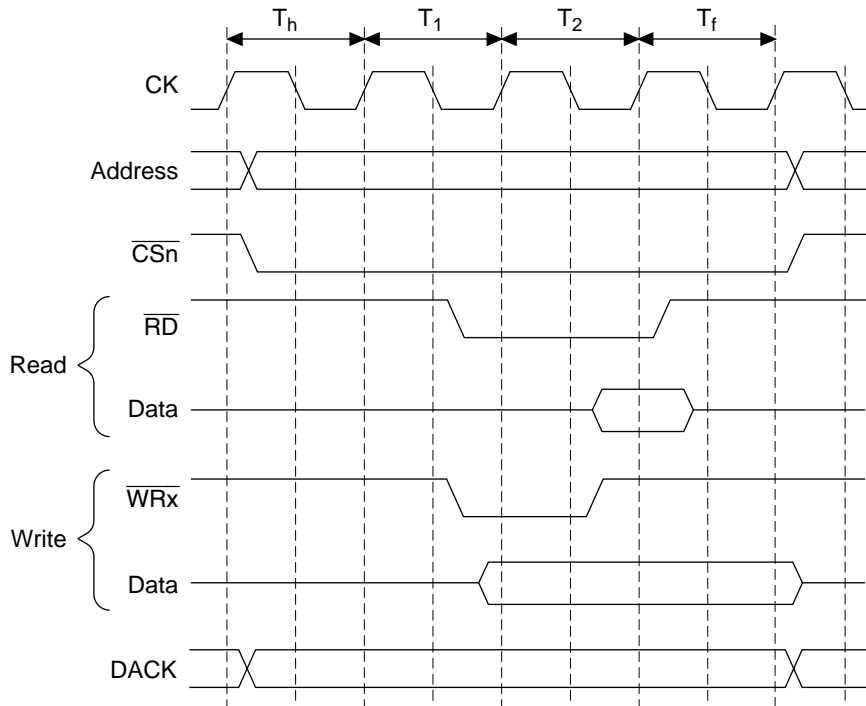 Th T1 T2 Tf
CK
Address
CSn
Read
RD
Data
Write
WRx
Data
DACK